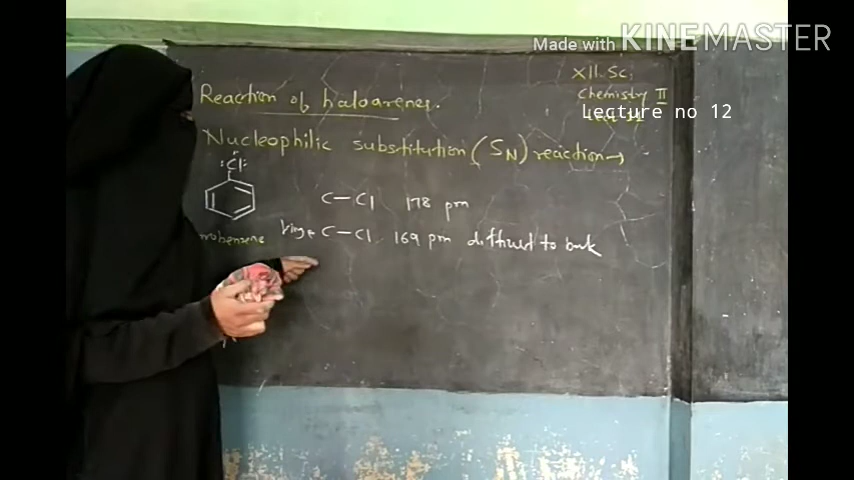 Made with KINEMASTER
XII Sc.
Chemistry II
Lecture no 12
Reaction of haloarenes.
Nucleophilic substitution (SN) reaction →
:Cl:
C - Cl 178 pm
C - Cl 169 pm difficult to